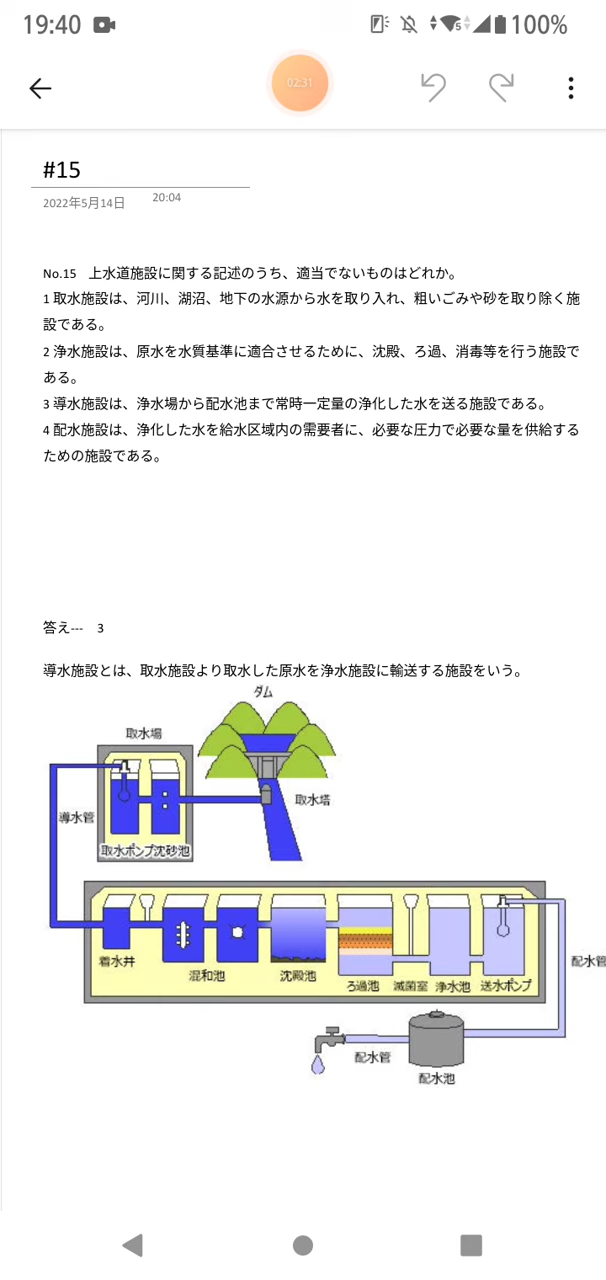 19:40
5
100%
02:31
#15
2022年5月14日 20:04
No.15 上水道施設に関する記述のうち、適当でないものはどれか。
1 取水施設は、河川、湖沼、地下の水源から水を取り入れ、粗いごみや砂を取り除く施
設である。
2 浄水施設は、原水を水質基準に適合させるために、沈殿、ろ過、消毒等を行う施設で
ある。
3 導水施設は、浄水場から配水池まで常時一定量の浄化した水を送る施設である。
4 配水施設は、浄化した水を給水区域内の需要者に、必要な圧力で必要な量を供給する
ための施設である。
答え--- 3
導水施設とは、取水施設より取水した原水を浄水施設に輸送する施設をいう。
ダム
取水場
取水塔
導水管
取水ポンプ沈砂池
着水井
混和池
沈殿池
ろ過池 滅菌室 浄水池 送水ポンプ
配水管
配水管
配水池